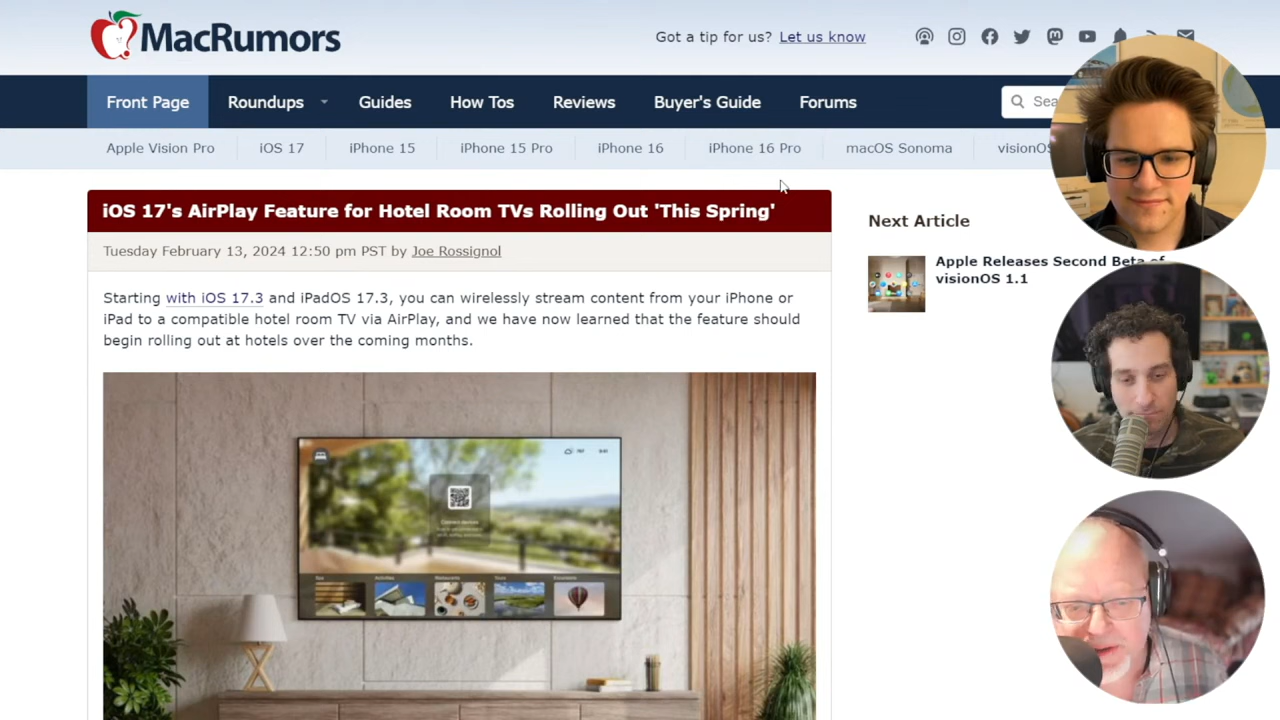 MacRumors
Got a tip for us? Let us know
Front Page Roundups Guides How Tos Reviews Buyer's Guide Forums
Apple Vision Pro iOS 17 iPhone 15 iPhone 15 Pro iPhone 16 iPhone 16 Pro macOS Sonoma
iOS 17's AirPlay Feature for Hotel Room TVs Rolling Out 'This Spring'
Tuesday February 13, 2024 12:50 pm PST by Joe Rossignol
Starting with iOS 17.3 and iPadOS 17.3, you can wirelessly stream content from your iPhone or
iPad to a compatible hotel room TV via AirPlay, and we have now learned that the feature should
begin rolling out at hotels over the coming months.
Next Article
Apple Releases Second Beta of
visionOS 1.1